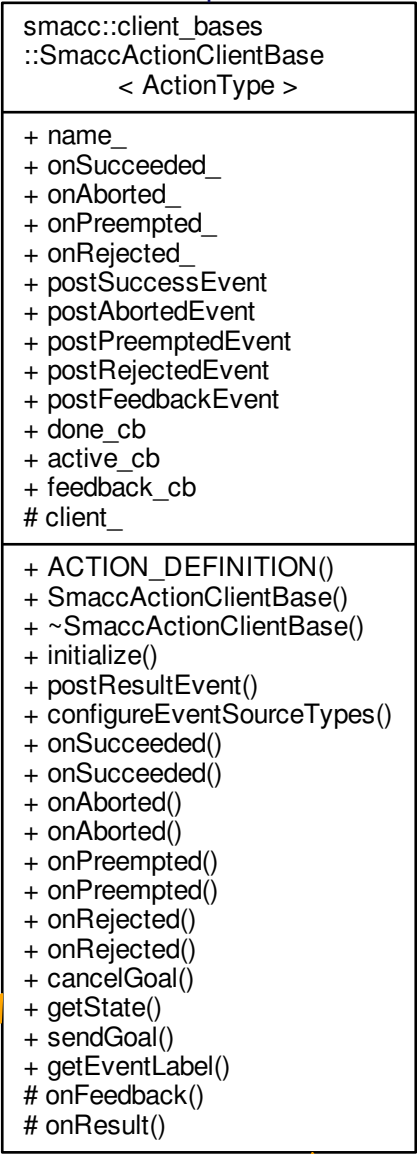 smacc::client_bases
::SmaccActionClientBase
< ActionType >
+ name_
+ onSucceeded_
+ onAborted_
+ onPreempted_
+ onRejected_
+ postSuccessEvent
+ postAbortedEvent
+ postPreemptedEvent
+ postRejectedEvent
+ postFeedbackEvent
+ done_cb
+ active_cb
+ feedback_cb
# client_
+ ACTION_DEFINITION()
+ SmaccActionClientBase()
+ ~SmaccActionClientBase()
+ initialize()
+ postResultEvent()
+ configureEventSourceTypes()
+ onSucceeded()
+ onSucceeded()
+ onAborted()
+ onAborted()
+ onPreempted()
+ onPreempted()
+ onRejected()
+ onRejected()
+ cancelGoal()
+ getState()
+ sendGoal()
+ getEventLabel()
# onFeedback()
# onResult()